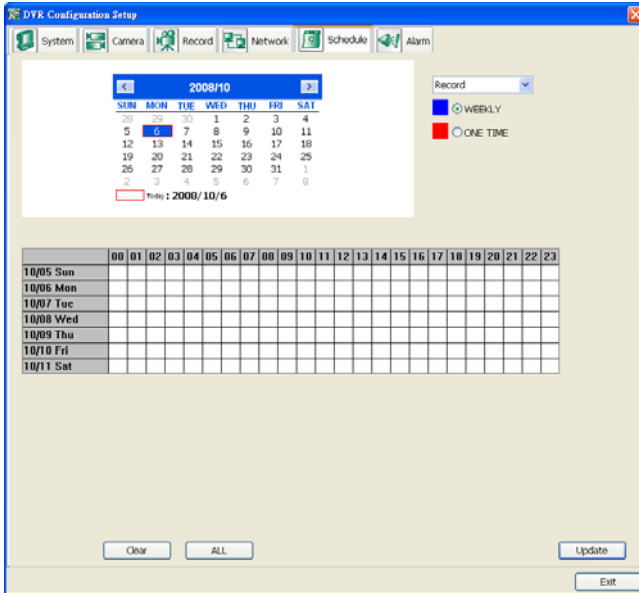 DVR Configuration Setup
System Camera Record Network Schedule Alarm
2008/10
SUN MON TUE WED THU FRI SAT
28 29 30 1 2 3 4
5 6 7 8 9 10 11
12 13 14 15 16 17 18
19 20 21 22 23 24 25
26 27 28 29 30 31 1
2 3 4 5 6 7 8
Today : 2008/10/6
Record
WEEKLY
ONE TIME
00 01 02 03 04 05 06 07 08 09 10 11 12 13 14 15 16 17 18 19 20 21 22 23
10/05 Sun
10/06 Mon
10/07 Tue
10/08 Wed
10/09 Thu
10/10 Fri
10/11 Sat
Clear ALL Update
Exit